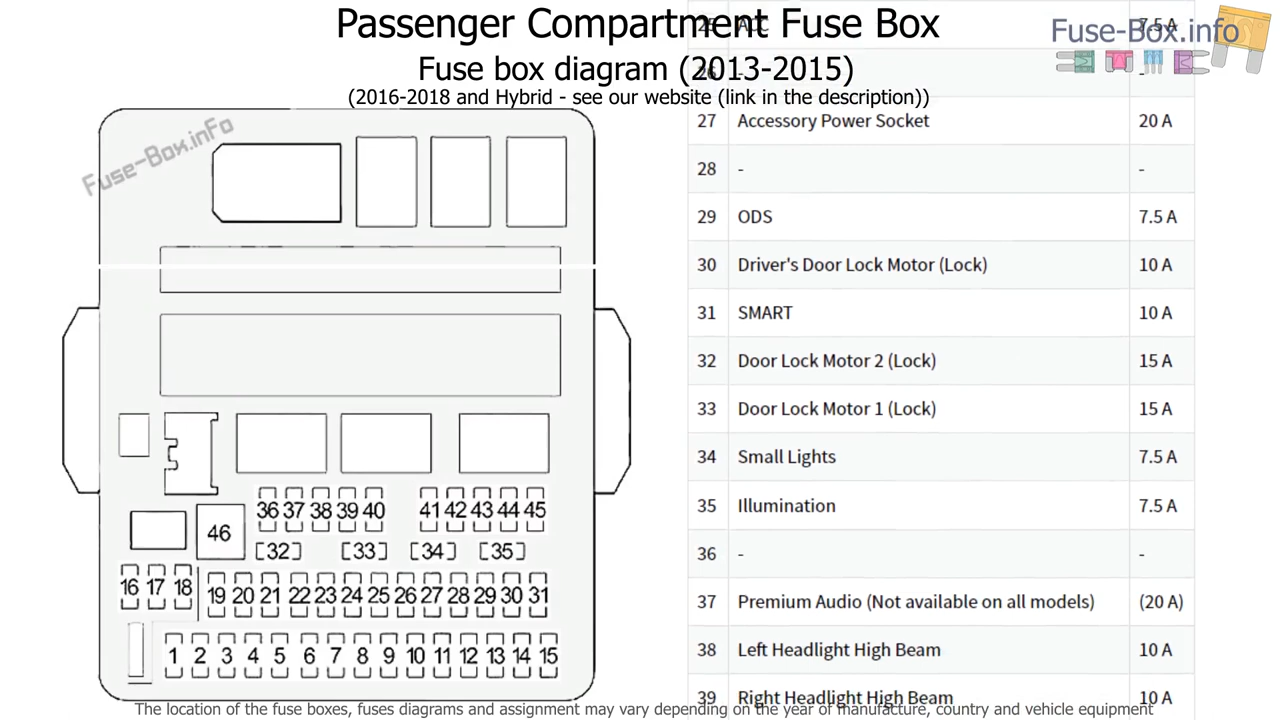 Passenger Compartment Fuse Box
Fuse box diagram (2013-2015)
(2016-2018 and Hybrid - see our website (link in the description))
Fuse-Box.info
Fuse-Box.inFo
25 ACC 7.5 A
26 - -
27 Accessory Power Socket 20 A
28 - -
29 ODS 7.5 A
30 Driver's Door Lock Motor (Lock) 10 A
31 SMART 10 A
32 Door Lock Motor 2 (Lock) 15 A
33 Door Lock Motor 1 (Lock) 15 A
34 Small Lights 7.5 A
35 Illumination 7.5 A
36 - -
37 Premium Audio (Not available on all models) (20 A)
38 Left Headlight High Beam 10 A
39 Right Headlight High Beam 10 A
36 37 38 39 40 41 42 43 44 45
46
32 33 34 35
16 17 18 19 20 21 22 23 24 25 26 27 28 29 30 31
1 2 3 4 5 6 7 8 9 10 11 12 13 14 15
The location of the fuse boxes, fuses diagrams and assignment may vary depending on the year of manufacture, country and vehicle equipment